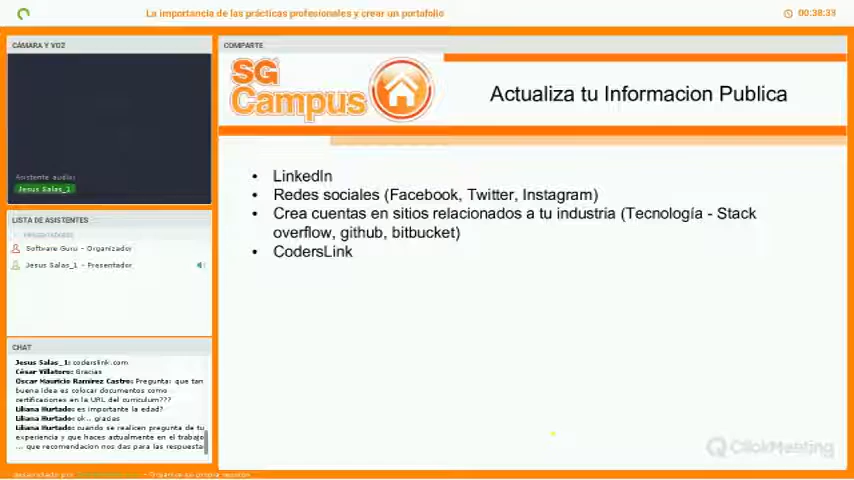 La importancia de las prácticas profesionales y crear un portafolio
00:38:33
CÁMARA Y VOZ
Asistente audio:
Jesus Salas_1
LISTA DE ASISTENTES
PRESENTADORES
Software Guru - Organizador
Jesus Salas_1 - Presentador
CHAT
Jesus Salas_1: coderslink.com
César Villatoro: Gracias
Oscar Mauricio Ramirez Castro: Pregunta: que tan
buena idea es colocar documentos como
certificaciones en la URL del curriculum???
Liliana Hurtado: es importante la edad?
Liliana Hurtado: ok... gracias
Liliana Hurtado: cuando se realicen pregunta de tu
experiencia y que haces actualmente en el trabajo
... que recomendacion nos das para las respuesta
COMPARTE
SG
Campus
Actualiza tu Informacion Publica
• LinkedIn
• Redes sociales (Facebook, Twitter, Instagram)
• Crea cuentas en sitios relacionados a tu industria (Tecnología - Stack
overflow, github, bitbucket)
• CodersLink
ClickMeeting